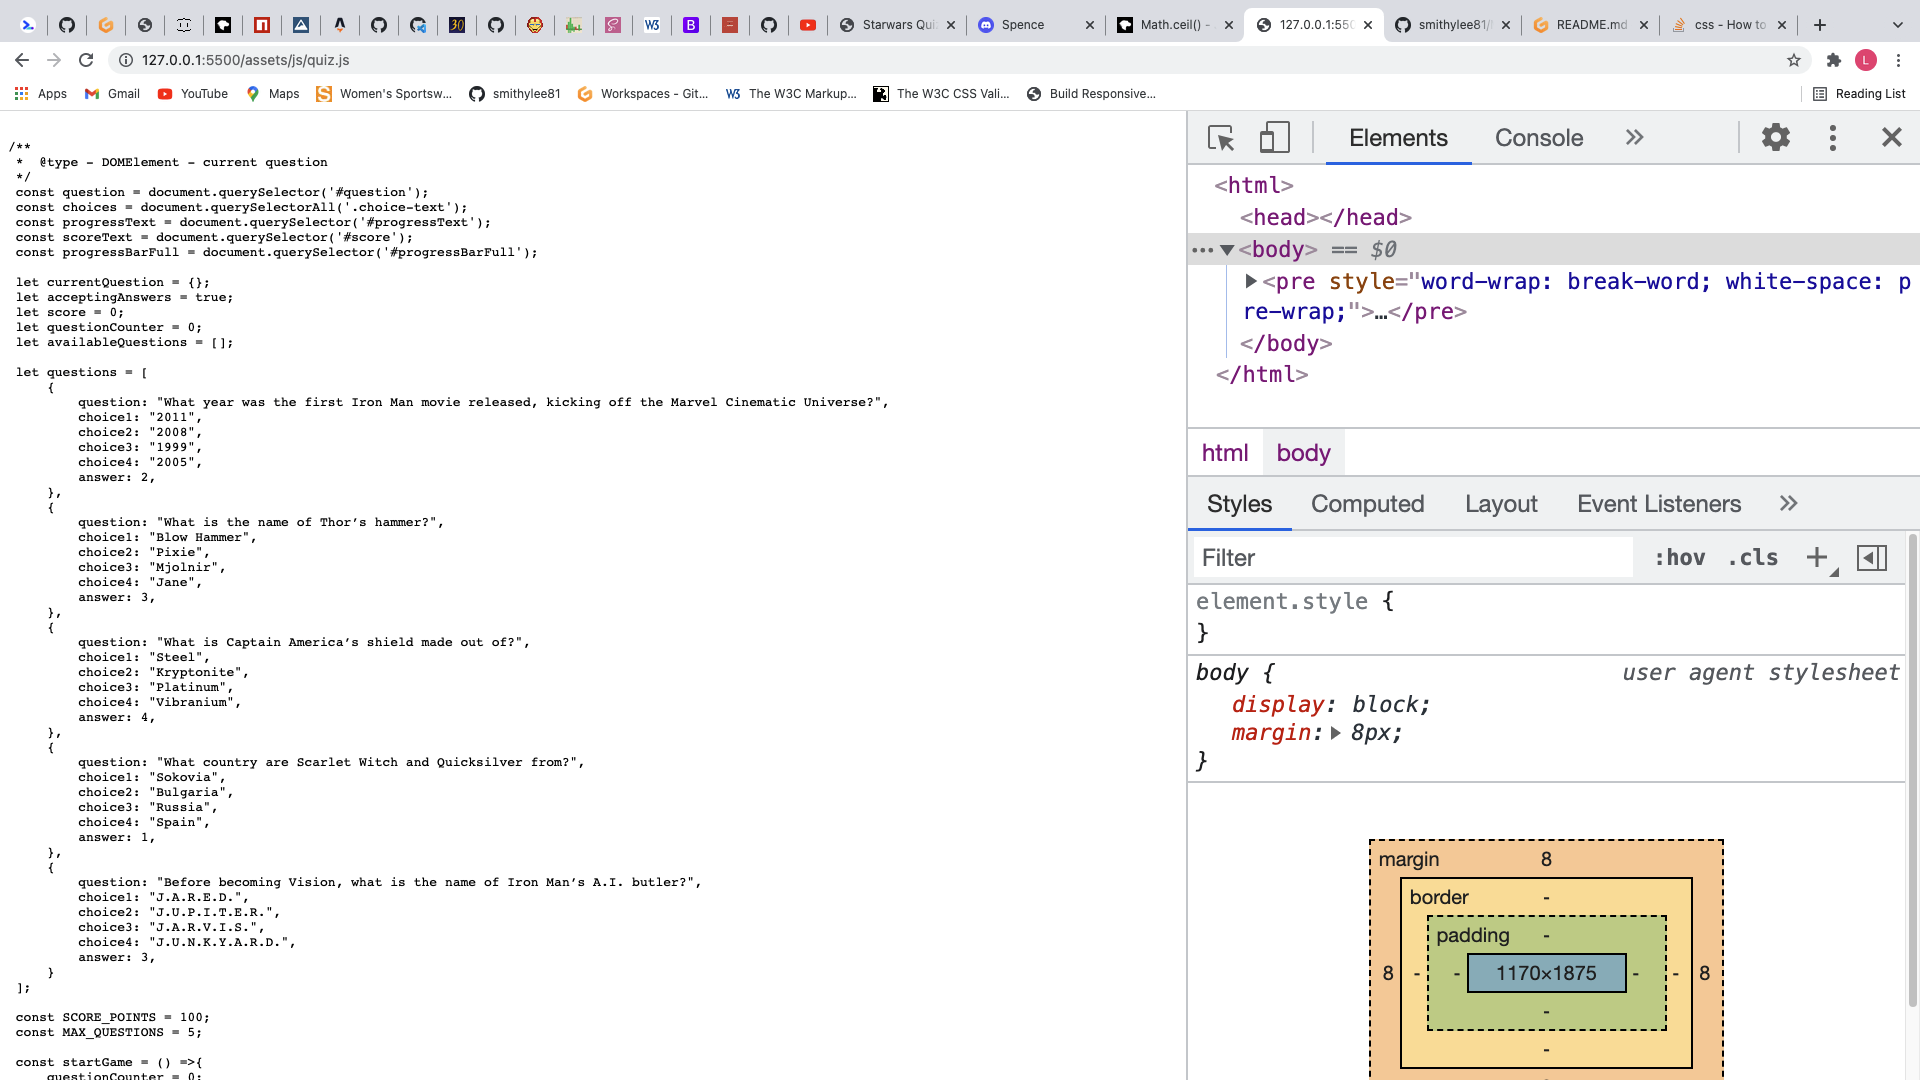 Starwars Qui
Spence
Math.ceil() -
127.0.0.1:550
smithylee81/
README.md
css - How to
127.0.0.1:5500/assets/js/quiz.js
L
Apps
Gmail
YouTube
Maps
Women's Sportsw...
smithylee81
Workspaces - Git...
The W3C Markup...
The W3C CSS Vali...
Build Responsive...
Reading List
/**
 *  @type - DOMElement - current question
 */
const question = document.querySelector('#question');
const choices = document.querySelectorAll('.choice-text');
const progressText = document.querySelector('#progressText');
const scoreText = document.querySelector('#score');
const progressBarFull = document.querySelector('#progressBarFull');
let currentQuestion = {};
let acceptingAnswers = true;
let score = 0;
let questionCounter = 0;
let availableQuestions = [];
let questions = [
    {
        question: "What year was the first Iron Man movie released, kicking off the Marvel Cinematic Universe?",
        choice1: "2011",
        choice2: "2008",
        choice3: "1999",
        choice4: "2005",
        answer: 2,
    },
    {
        question: "What is the name of Thor’s hammer?",
        choice1: "Blow Hammer",
        choice2: "Pixie",
        choice3: "Mjolnir",
        choice4: "Jane",
        answer: 3,
    },
    {
        question: "What is Captain America’s shield made out of?",
        choice1: "Steel",
        choice2: "Kryptonite",
        choice3: "Platinum",
        choice4: "Vibranium",
        answer: 4,
    },
    {
        question: "What country are Scarlet Witch and Quicksilver from?",
        choice1: "Sokovia",
        choice2: "Bulgaria",
        choice3: "Russia",
        choice4: "Spain",
        answer: 1,
    },
    {
        question: "Before becoming Vision, what is the name of Iron Man’s A.I. butler?",
        choice1: "J.A.R.E.D.",
        choice2: "J.U.P.I.T.E.R.",
        choice3: "J.A.R.V.I.S.",
        choice4: "J.U.N.K.Y.A.R.D.",
        answer: 3,
    }
];
const SCORE_POINTS = 100;
const MAX_QUESTIONS = 5;
const startGame = () =>{
    questionCounter = 0;
Elements
Console
<html>
<head></head>
<body> == $0
<pre style="word-wrap: break-word; white-space: p
re-wrap;">…</pre>
</body>
</html>
html
body
Styles
Computed
Layout
Event Listeners
Filter
:hov
.cls
element.style {
}
body {
user agent stylesheet
display: block;
margin: 8px;
}
margin
8
border
-
padding
-
8
-
-
1170×1875
-
-
8
-
-